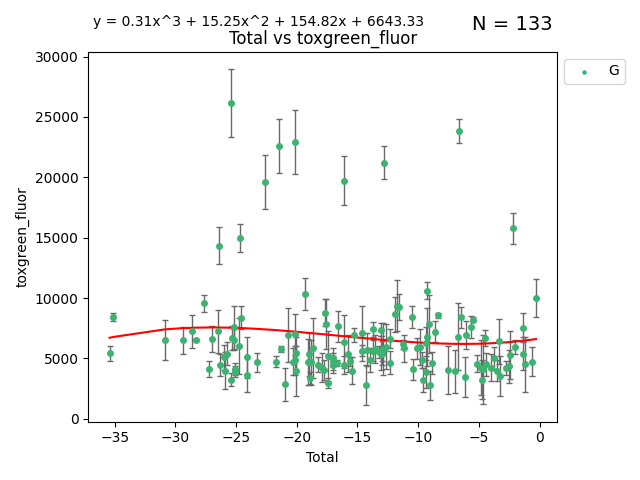 y = 0.31x^3 + 15.25x^2 + 154.82x + 6643.33
N = 133
Total vs toxgreen_fluor
G
30000
25000
20000
15000
10000
5000
0
toxgreen_fluor
−35 −30 −25 −20 −15 −10 −5 0
Total